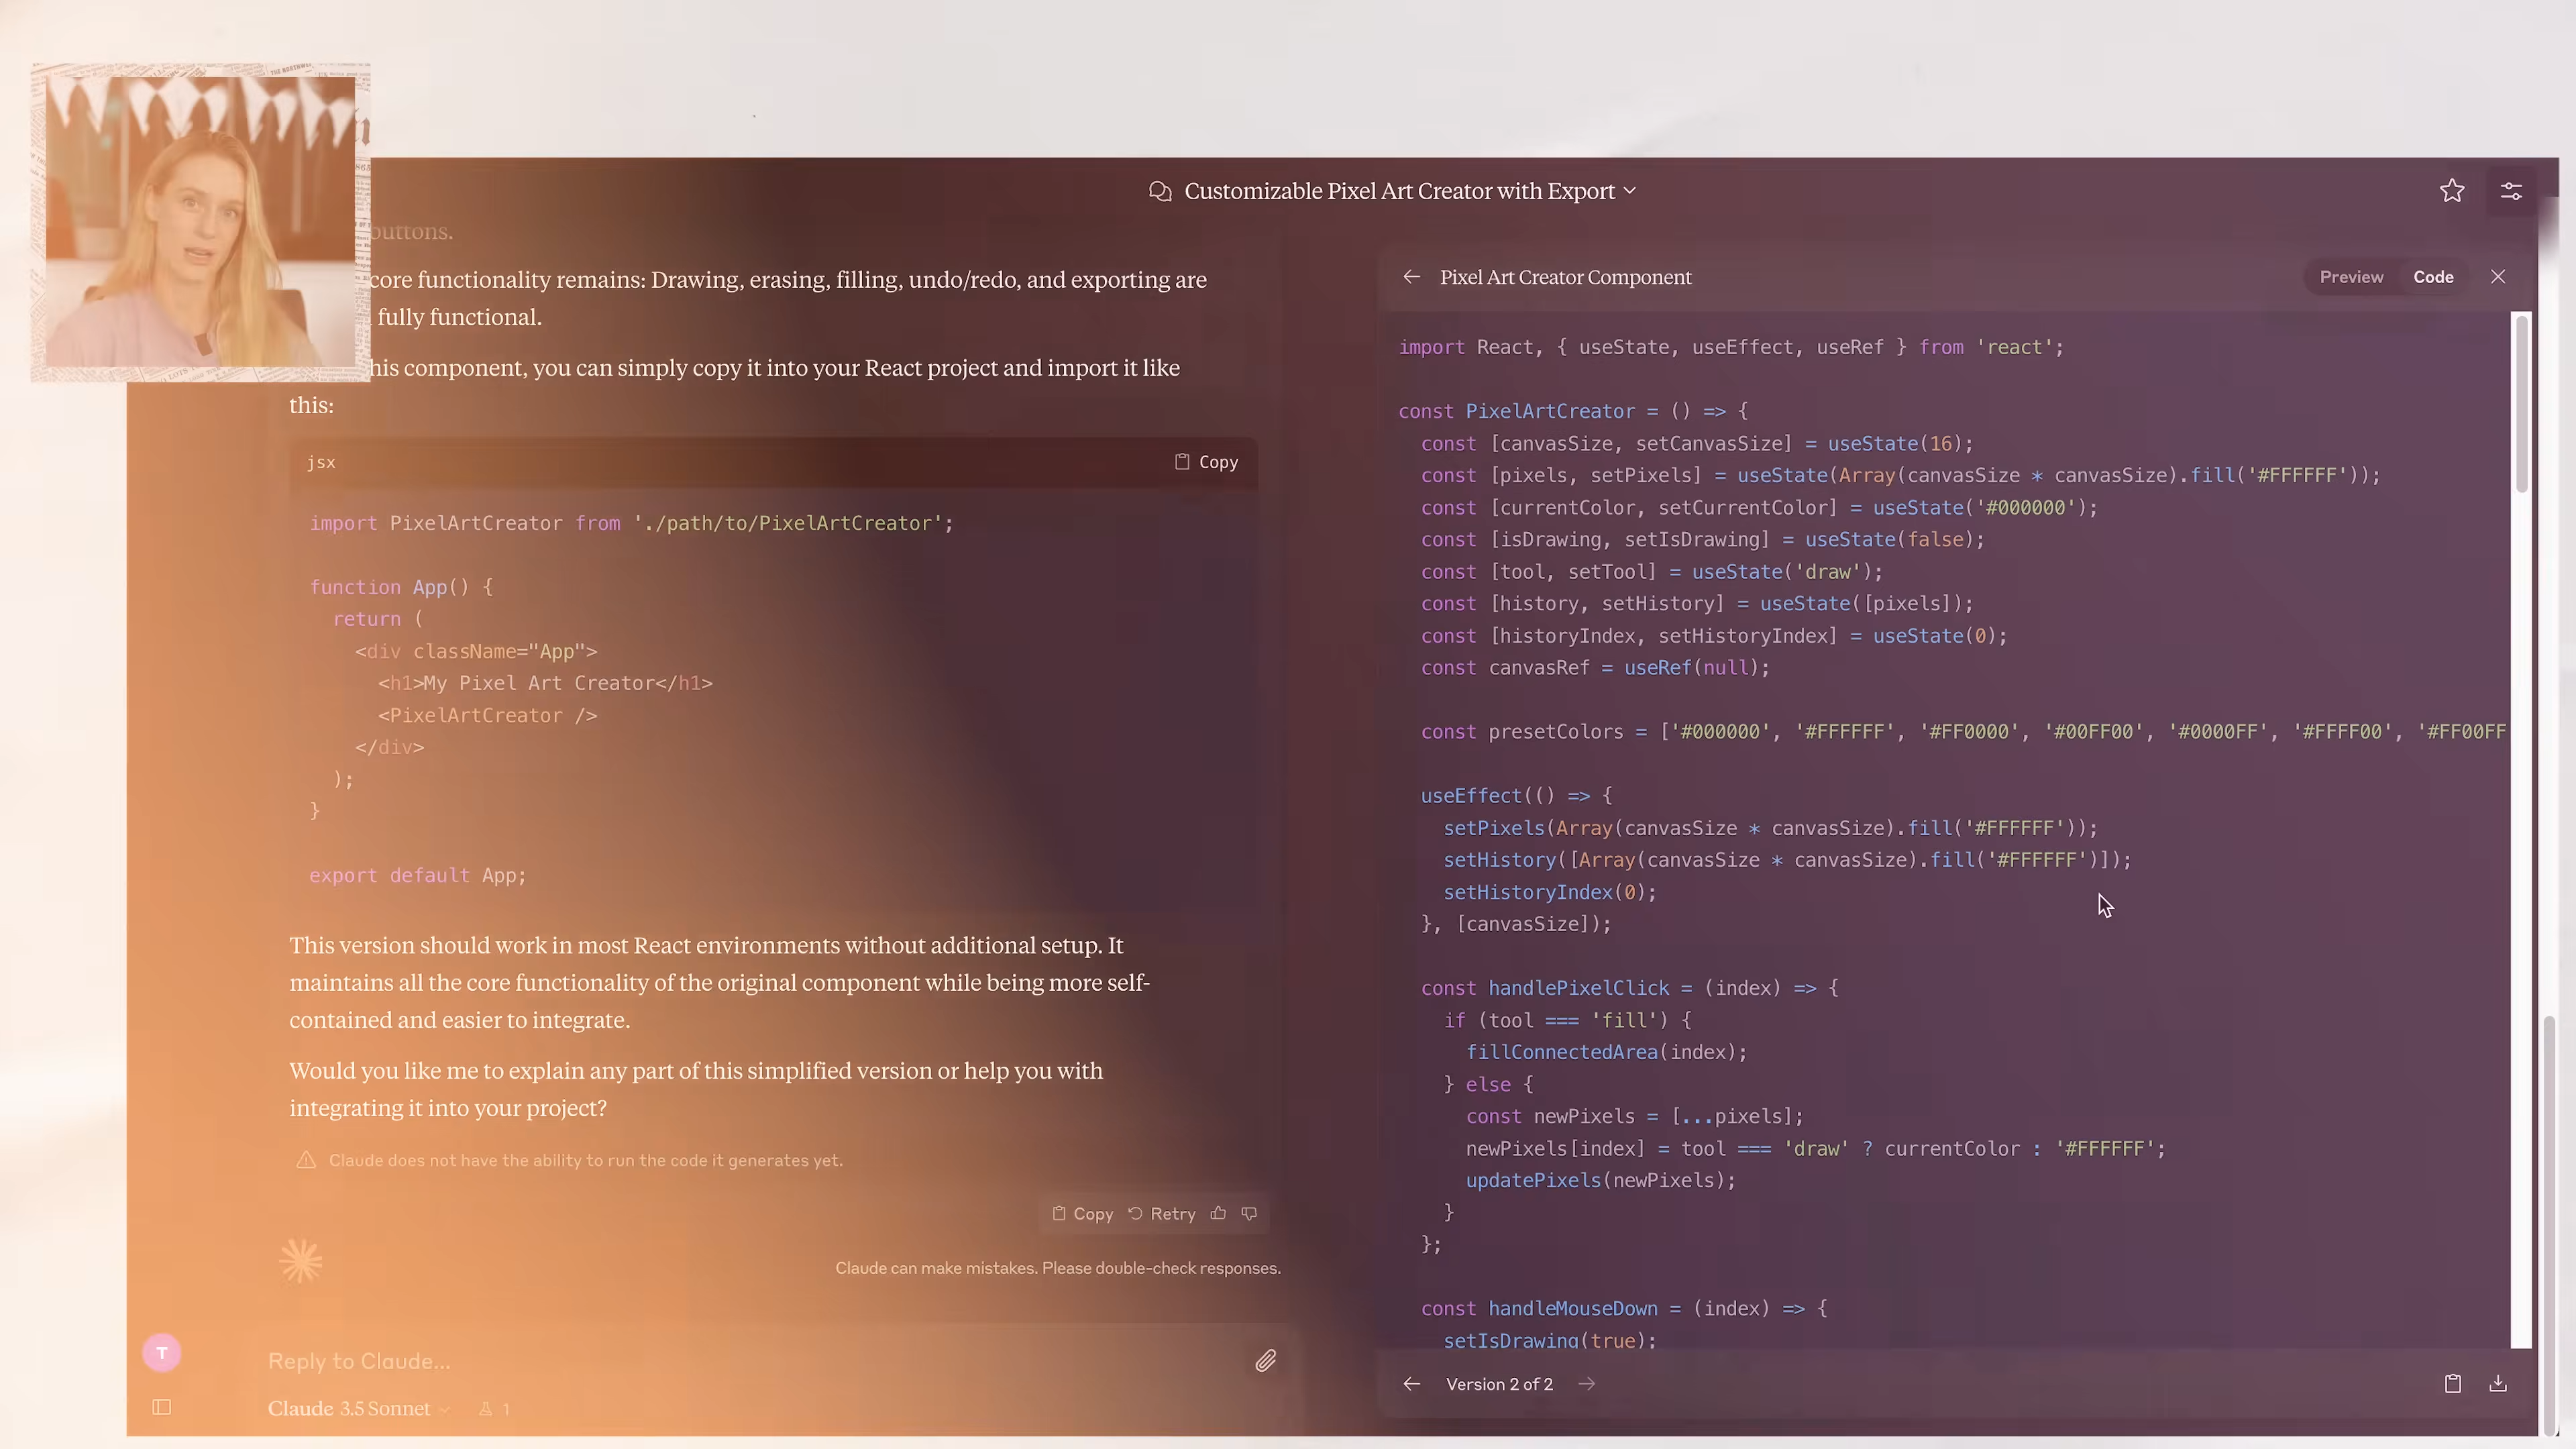 Customizable Pixel Art Creator with Export
buttons.
core functionality remains: Drawing, erasing, filling, undo/redo, and exporting are
fully functional.
his component, you can simply copy it into your React project and import it like
this:
jsx
Copy
import PixelArtCreator from './path/to/PixelArtCreator';
function App() {
return (
<div className="App">
<h1>My Pixel Art Creator</h1>
<PixelArtCreator />
</div>
);
}
export default App;
This version should work in most React environments without additional setup. It
maintains all the core functionality of the original component while being more self-
contained and easier to integrate.
Would you like me to explain any part of this simplified version or help you with
integrating it into your project?
Claude does not have the ability to run the code it generates yet.
Copy Retry
Claude can make mistakes. Please double-check responses.
T
Reply to Claude...
Claude 3.5 Sonnet 1
Pixel Art Creator Component
Preview Code
import React, { useState, useEffect, useRef } from 'react';
const PixelArtCreator = () => {
const [canvasSize, setCanvasSize] = useState(16);
const [pixels, setPixels] = useState(Array(canvasSize * canvasSize).fill('#FFFFFF'));
const [currentColor, setCurrentColor] = useState('#000000');
const [isDrawing, setIsDrawing] = useState(false);
const [tool, setTool] = useState('draw');
const [history, setHistory] = useState([pixels]);
const [historyIndex, setHistoryIndex] = useState(0);
const canvasRef = useRef(null);
const presetColors = ['#000000', '#FFFFFF', '#FF0000', '#00FF00', '#0000FF', '#FFFF00', '#FF00FF
useEffect(() => {
setPixels(Array(canvasSize * canvasSize).fill('#FFFFFF'));
setHistory([Array(canvasSize * canvasSize).fill('#FFFFFF')]);
setHistoryIndex(0);
}, [canvasSize]);
const handlePixelClick = (index) => {
if (tool === 'fill') {
fillConnectedArea(index);
} else {
const newPixels = [...pixels];
newPixels[index] = tool === 'draw' ? currentColor : '#FFFFFF';
updatePixels(newPixels);
}
};
const handleMouseDown = (index) => {
setIsDrawing(true);
Version 2 of 2